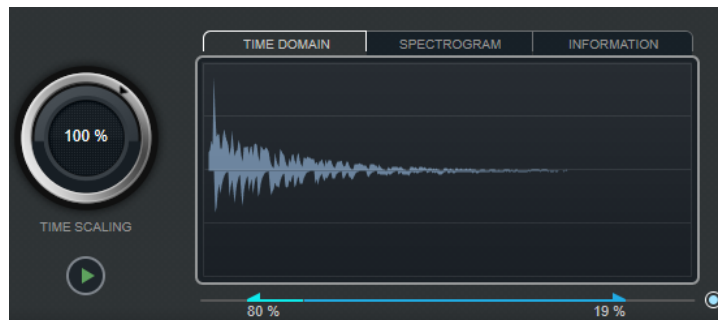 TIME DOMAIN SPECTROGRAM INFORMATION
100 %
TIME SCALING
80 % 19 %